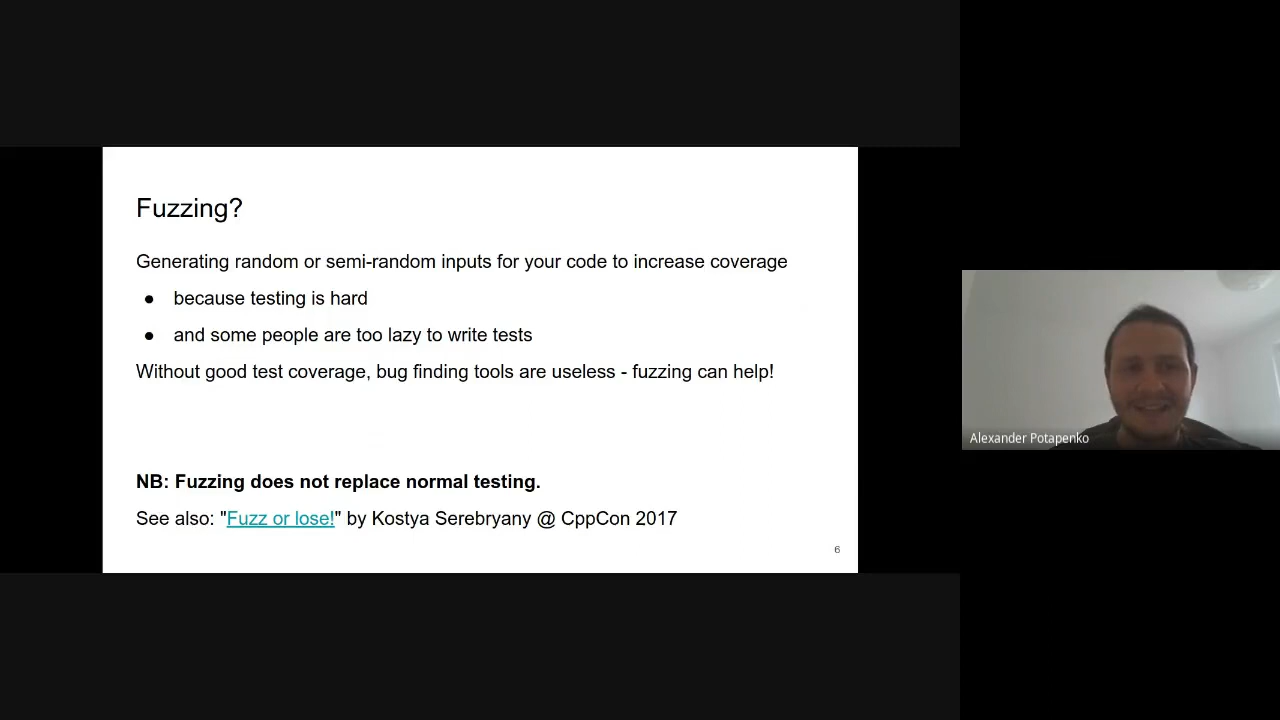 Fuzzing?
Generating random or semi-random inputs for your code to increase coverage
● because testing is hard
● and some people are too lazy to write tests
Without good test coverage, bug finding tools are useless - fuzzing can help!
NB: Fuzzing does not replace normal testing.
See also: "Fuzz or lose!" by Kostya Serebryany @ CppCon 2017
6
Alexander Potapenko